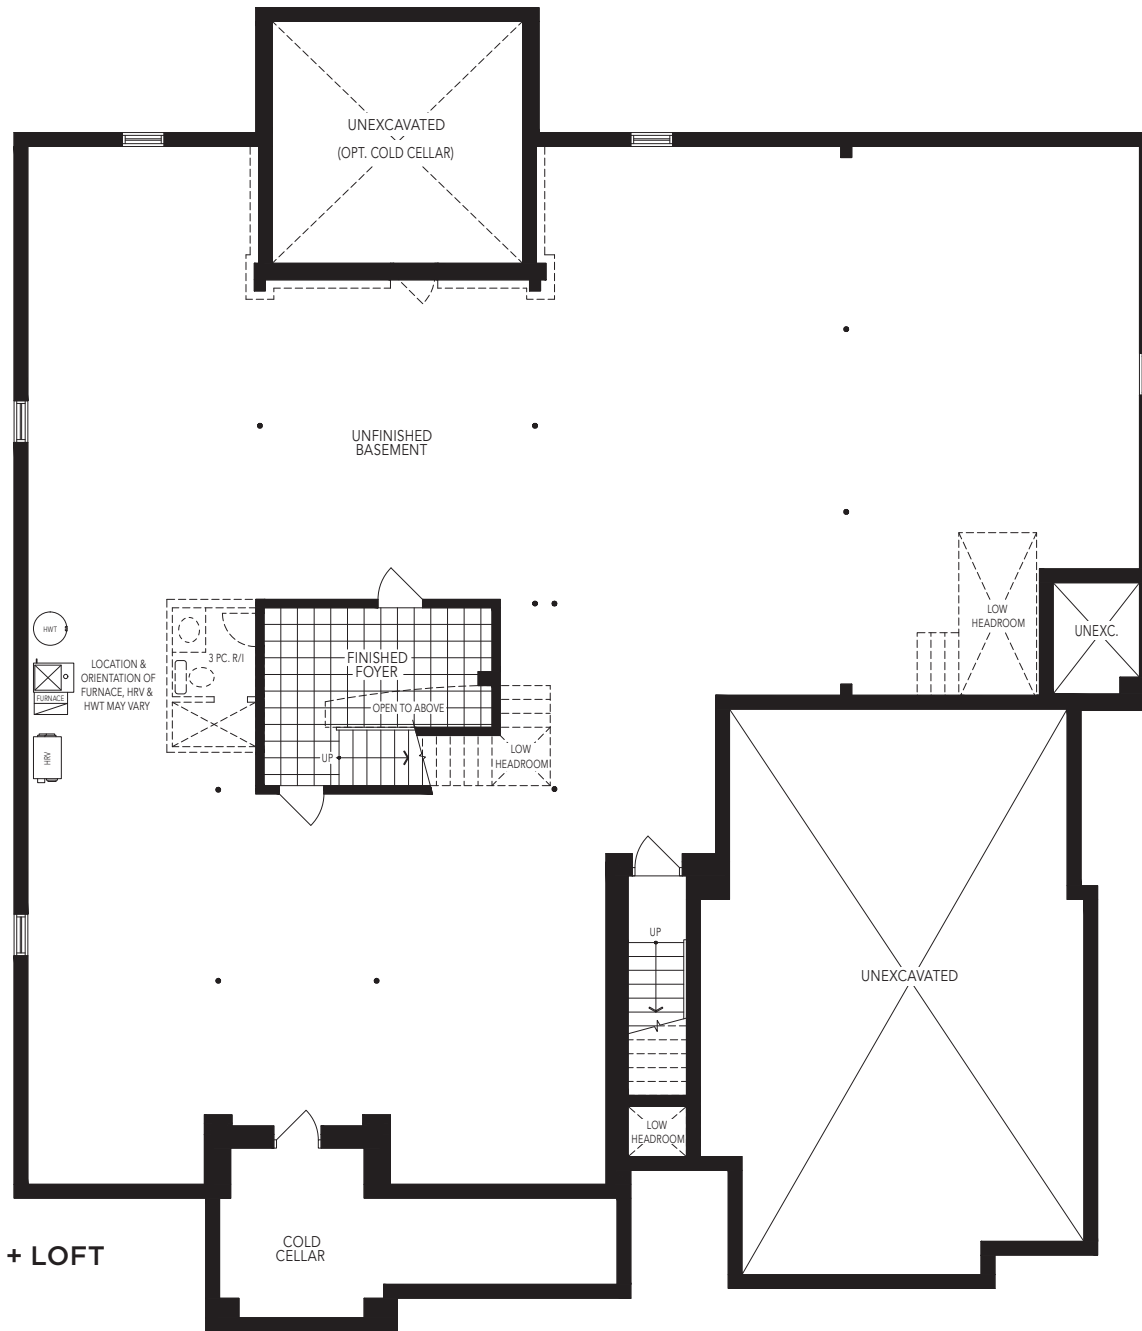 UNEXCAVATED
(OPT. COLD CELLAR)
UNFINISHED
BASEMENT
LOW
HEADROOM
UNEXC.
HWT
FURNACE
HRV
LOCATION &
ORIENTATION OF
FURNACE, HRV &
HWT MAY VARY
3 PC. R/I
FINISHED
FOYER
OPEN TO ABOVE
UP
LOW
HEADROOM
UP
UNEXCAVATED
LOW
HEADROOM
COLD
CELLAR
+ LOFT